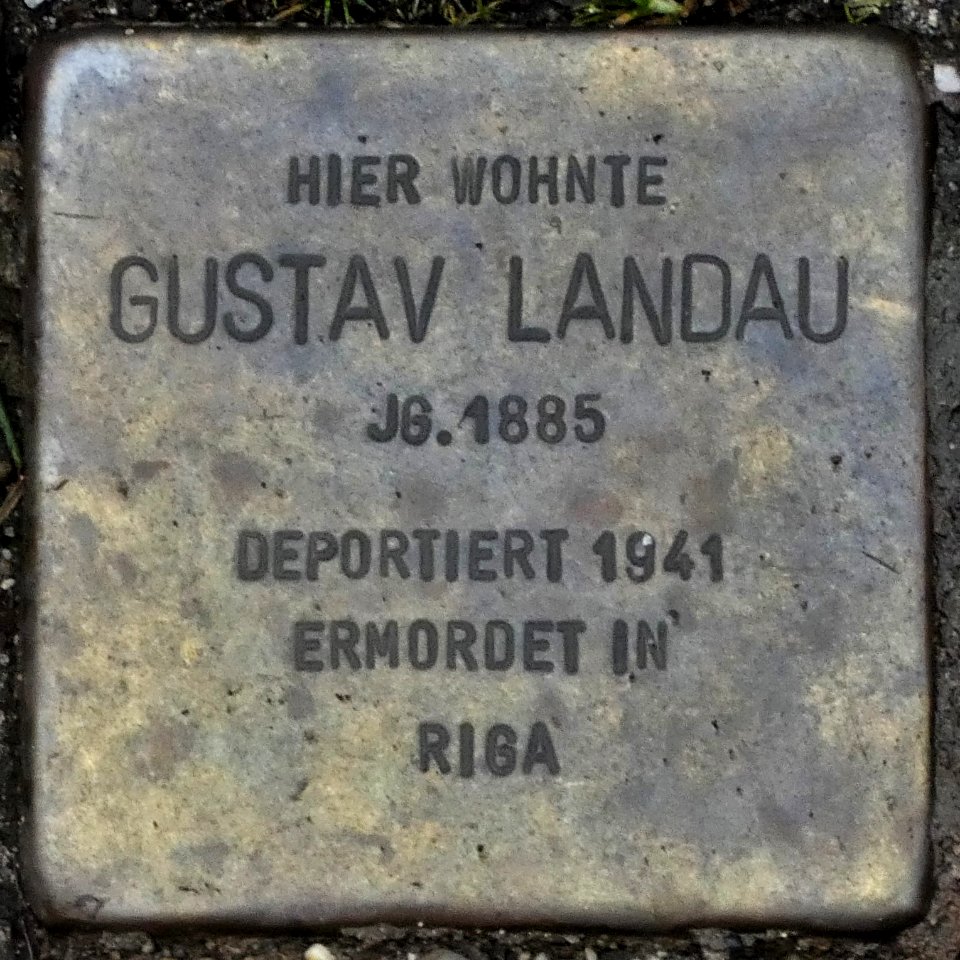 HIER WOHNTE
GUSTAV LANDAU
JG. 1885
DEPORTIERT 1941
ERMORDET IN
RIGA